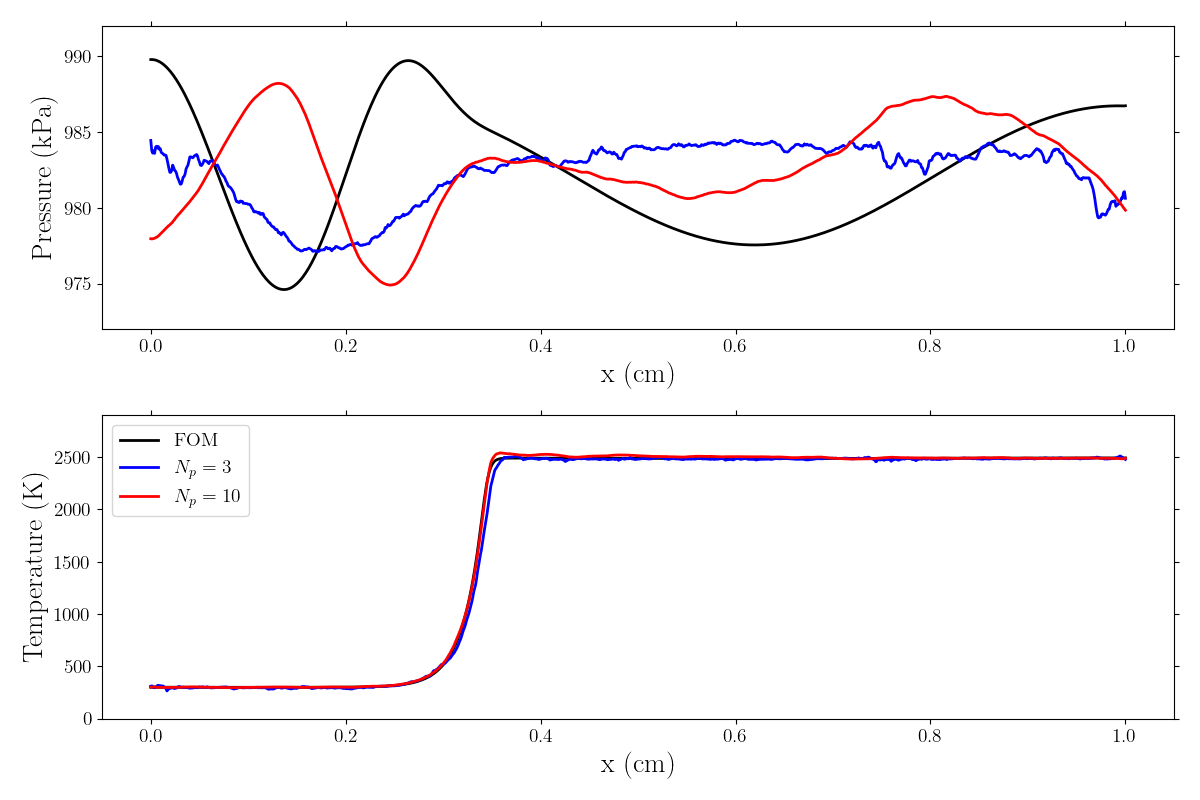 990
985
980
975
Pressure (kPa)
0.0 0.2 0.4 0.6 0.8 1.0
x (cm)
FOM
$N_p = 3$
$N_p = 10$
2500
2000
1500
1000
500
0
Temperature (K)
0.0 0.2 0.4 0.6 0.8 1.0
x (cm)